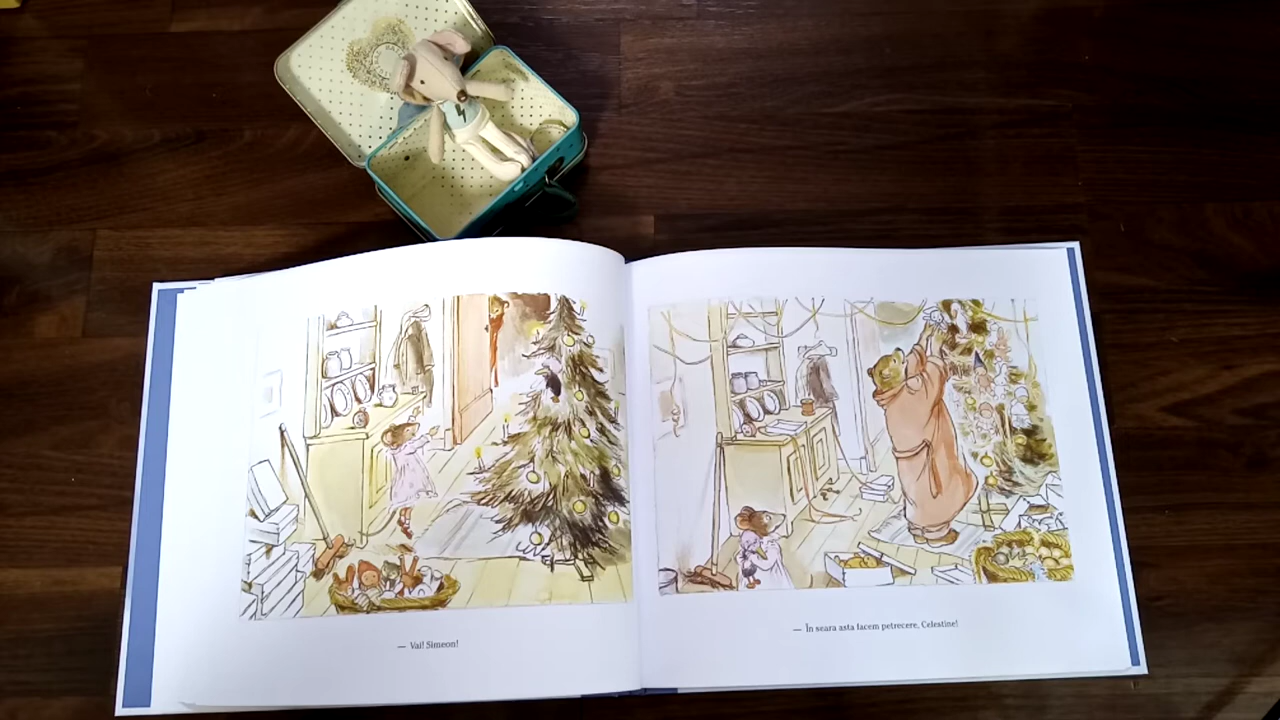 — Vai! Simeon!
— În seara asta facem petrecere, Celestine!